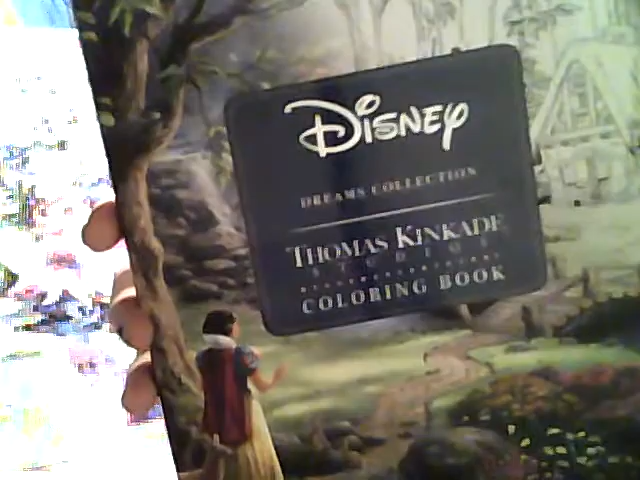 Disney
DREAMS COLLECTION
THOMAS KINKADE
STUDIOS
COLORING BOOK